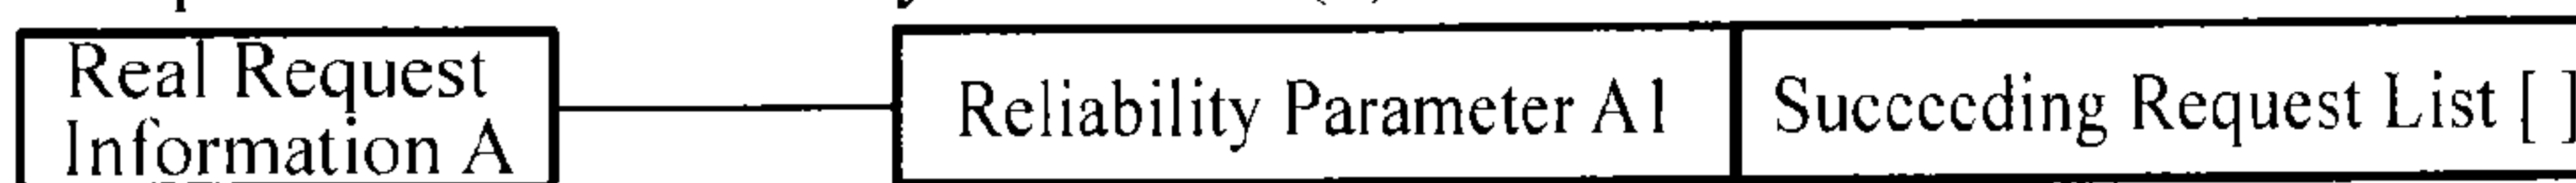 Real Request
Information A
Reliability Parameter A1
Succeeding Request List [ ]